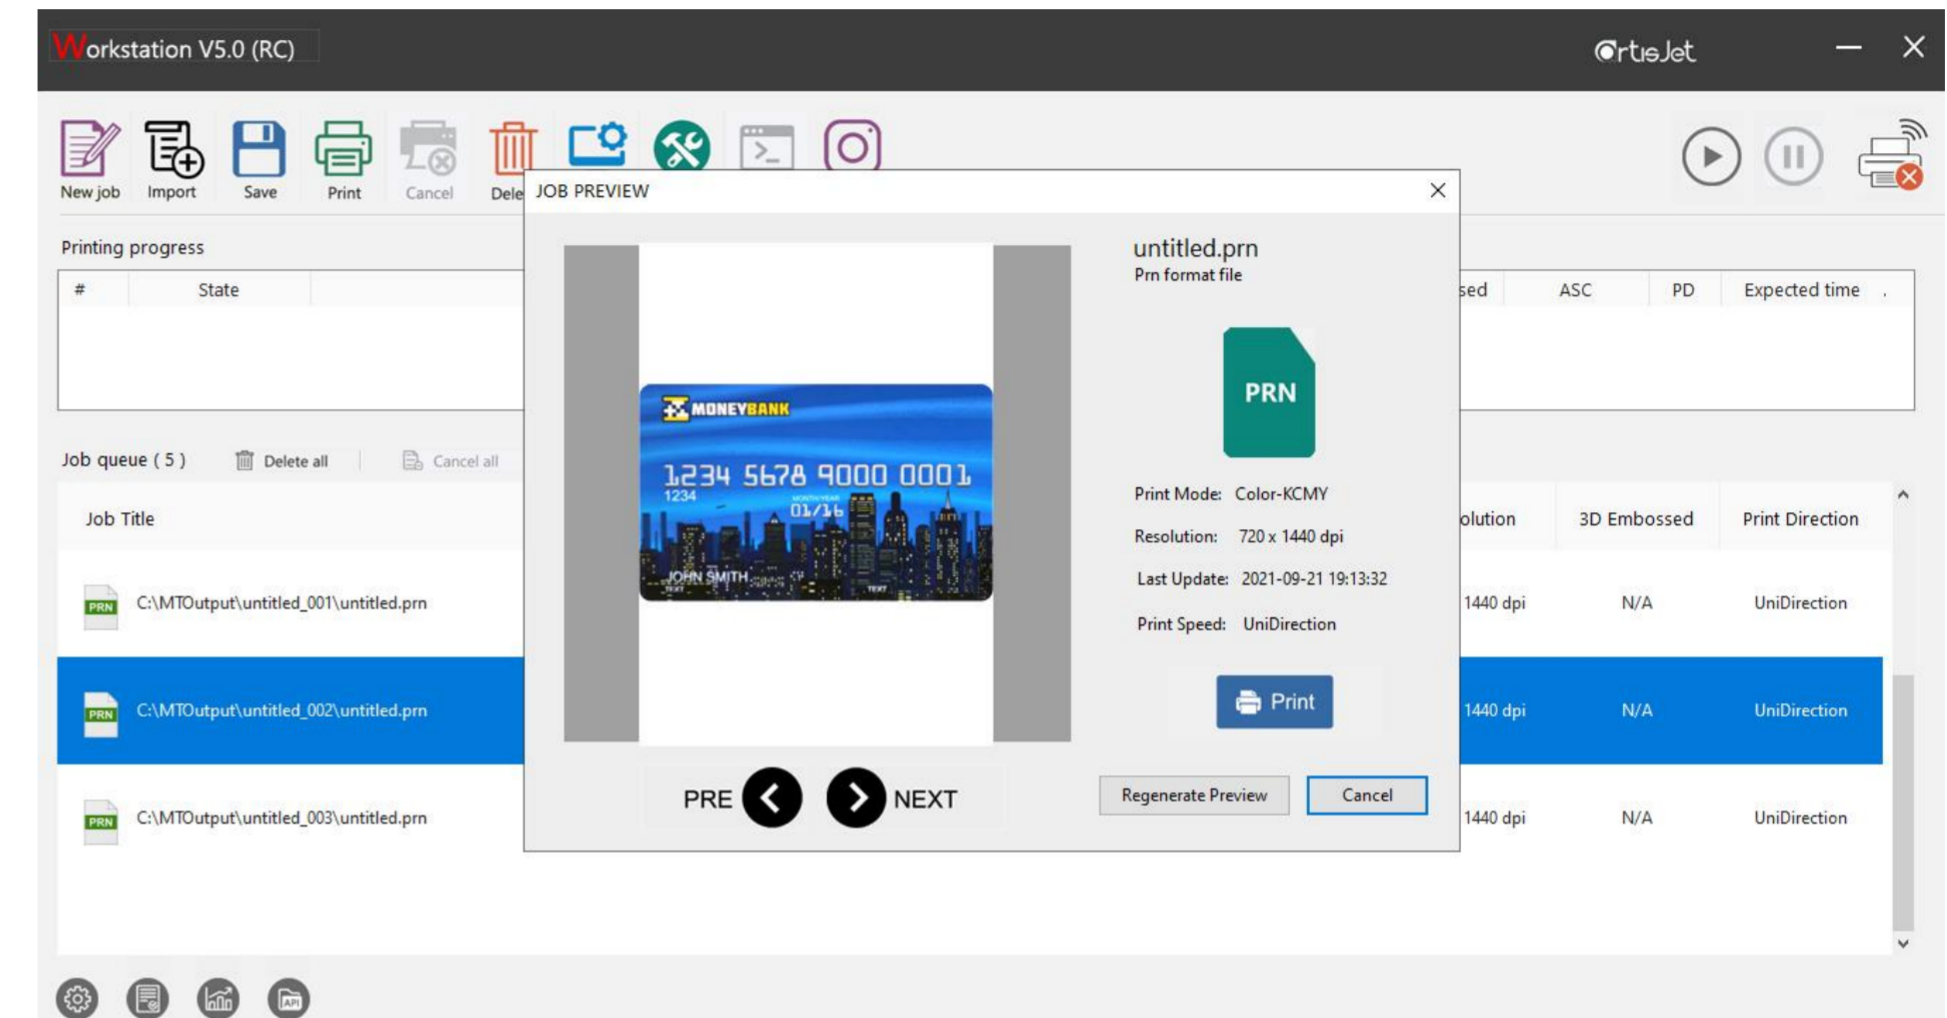 Workstation V5.0 (RC)
artisJet
New job Import Save Print Cancel Dele
JOB PREVIEW
Printing progress
# State
sed ASC PD Expected time .
untitled.prn
Prn format file
PRN
MONEYBANK
1234 5678 9000 0001
1234
MONTH/YEAR
01/16
JOHN SMITH
TEXT TEXT
Print Mode: Color-KCMY
Resolution: 720 x 1440 dpi
Last Update: 2021-09-21 19:13:32
Print Speed: UniDirection
Print
PRE NEXT
Regenerate Preview Cancel
Job queue ( 5 ) Delete all Cancel all
Job Title
olution 3D Embossed Print Direction
PRN C:\MTOutput\untitled_001\untitled.prn
1440 dpi N/A UniDirection
PRN C:\MTOutput\untitled_002\untitled.prn
1440 dpi N/A UniDirection
PRN C:\MTOutput\untitled_003\untitled.prn
1440 dpi N/A UniDirection
API